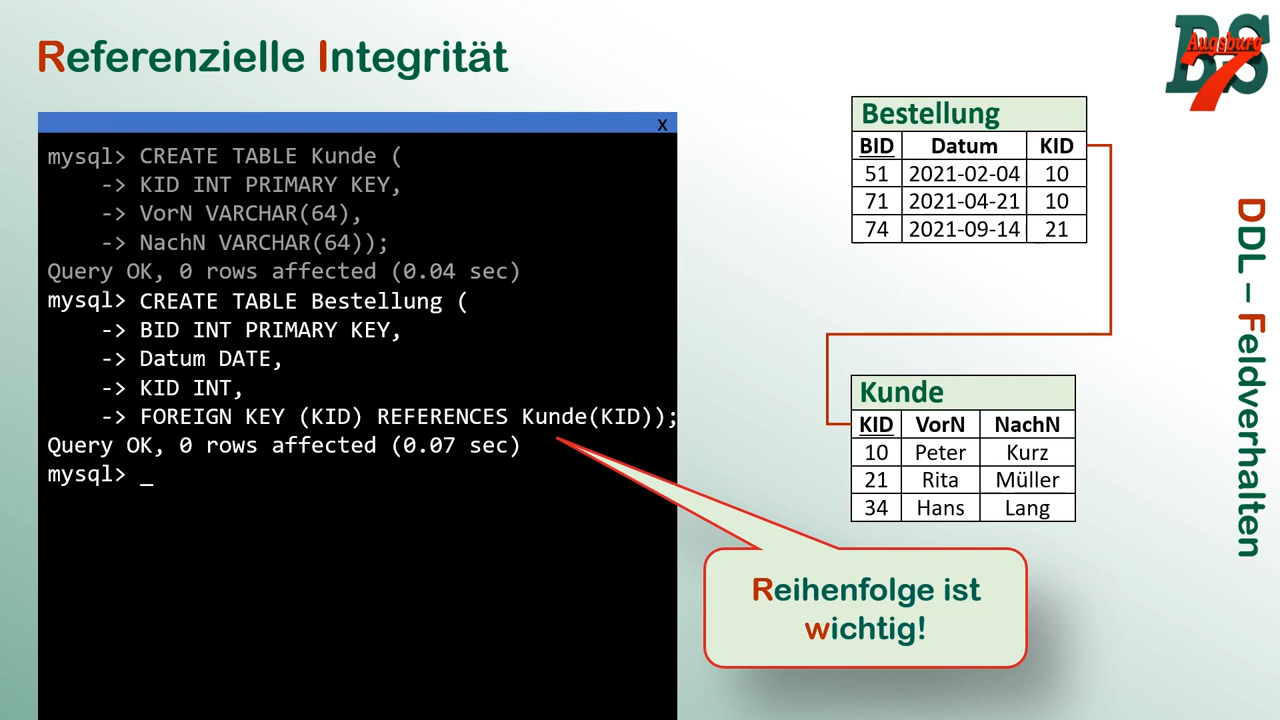 Referenzielle Integrität
BS
Augsburg
7
x
mysql> CREATE TABLE Kunde (
-> KID INT PRIMARY KEY,
-> VorN VARCHAR(64),
-> NachN VARCHAR(64));
Query OK, 0 rows affected (0.04 sec)
mysql> CREATE TABLE Bestellung (
-> BID INT PRIMARY KEY,
-> Datum DATE,
-> KID INT,
-> FOREIGN KEY (KID) REFERENCES Kunde(KID));
Query OK, 0 rows affected (0.07 sec)
mysql> _
Bestellung
BID Datum KID
51 2021-02-04 10
71 2021-04-21 10
74 2021-09-14 21
Kunde
KID VorN NachN
10 Peter Kurz
21 Rita Müller
34 Hans Lang
Reihenfolge ist
wichtig!
DDL – Feldverhalten